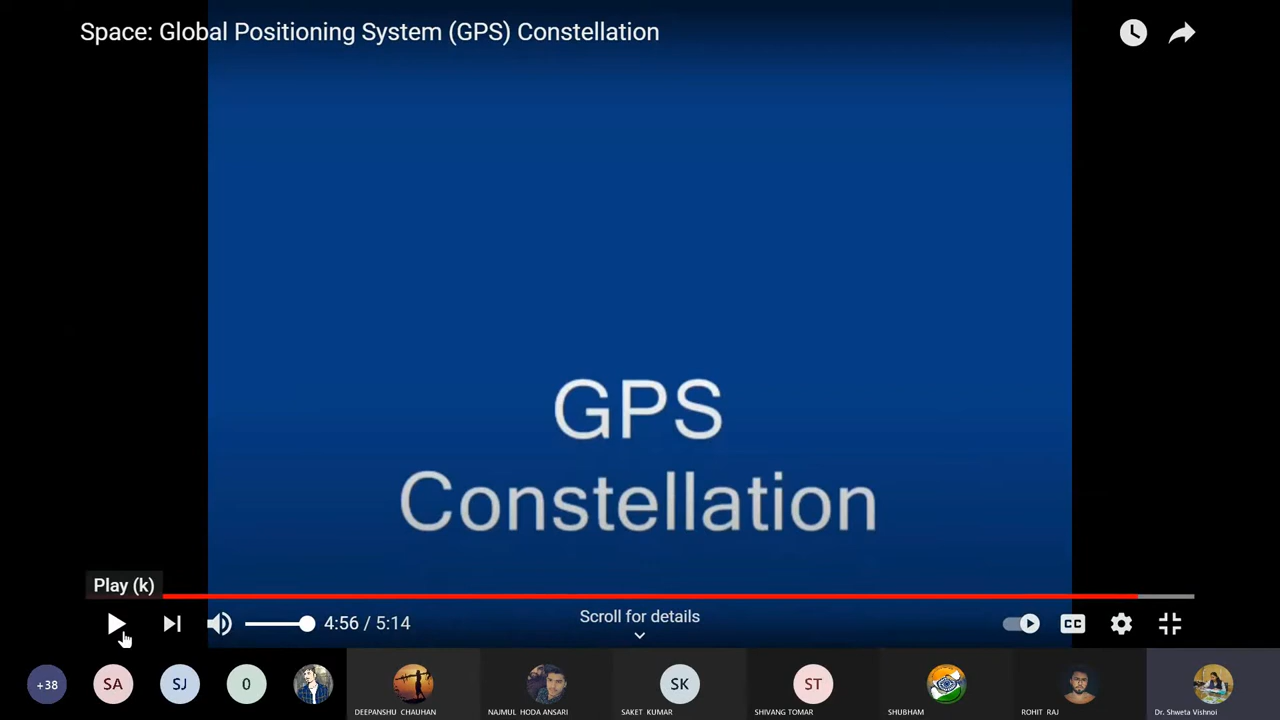 Space: Global Positioning System (GPS) Constellation
GPS
Constellation
Play (k)
4:56 / 5:14
Scroll for details
CC
+38
SA
SJ
0
SK
ST
DEEPANSHU CHAUHAN
NAJMUL HODA ANSARI
SAKET KUMAR
SHIVANG TOMAR
SHUBHAM
ROHIT RAJ
Dr. Shweta Vishnoi